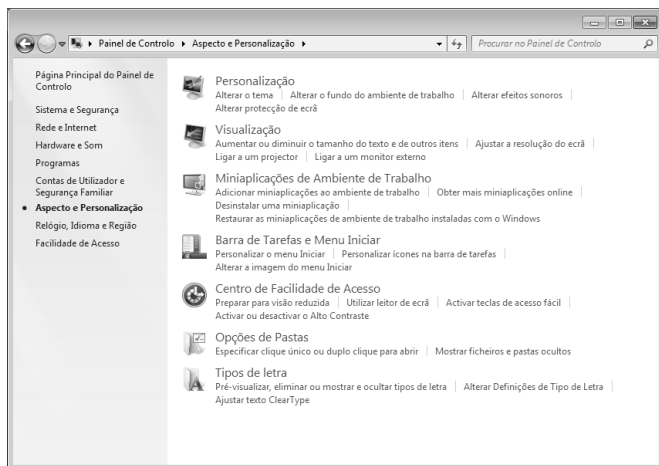 Painel de Controlo ▸ Aspecto e Personalização ▸
Procurar no Painel de Controlo
Página Principal do Painel de
Controlo
Sistema e Segurança
Rede e Internet
Hardware e Som
Programas
Contas de Utilizador e
Segurança Familiar
Aspecto e Personalização
Relógio, Idioma e Região
Facilidade de Acesso
Personalização
Alterar o tema | Alterar o fundo do ambiente de trabalho | Alterar efeitos sonoros |
Alterar protecção de ecrã
Visualização
Aumentar ou diminuir o tamanho do texto e de outros itens | Ajustar a resolução do ecrã |
Ligar a um projector | Ligar a um monitor externo
Miniaplicações de Ambiente de Trabalho
Adicionar miniaplicações ao ambiente de trabalho | Obter mais miniaplicações online |
Desinstalar uma miniaplicação |
Restaurar as miniaplicações de ambiente de trabalho instaladas com o Windows
Barra de Tarefas e Menu Iniciar
Personalizar o menu Iniciar | Personalizar ícones na barra de tarefas |
Alterar a imagem do menu Iniciar
Centro de Facilidade de Acesso
Preparar para visão reduzida | Utilizar leitor de ecrã | Activar teclas de acesso fácil |
Activar ou desactivar o Alto Contraste
Opções de Pastas
Especificar clique único ou duplo clique para abrir | Mostrar ficheiros e pastas ocultos
Tipos de letra
Pré-visualizar, eliminar ou mostrar e ocultar tipos de letra | Alterar Definições de Tipo de Letra |
Ajustar texto ClearType